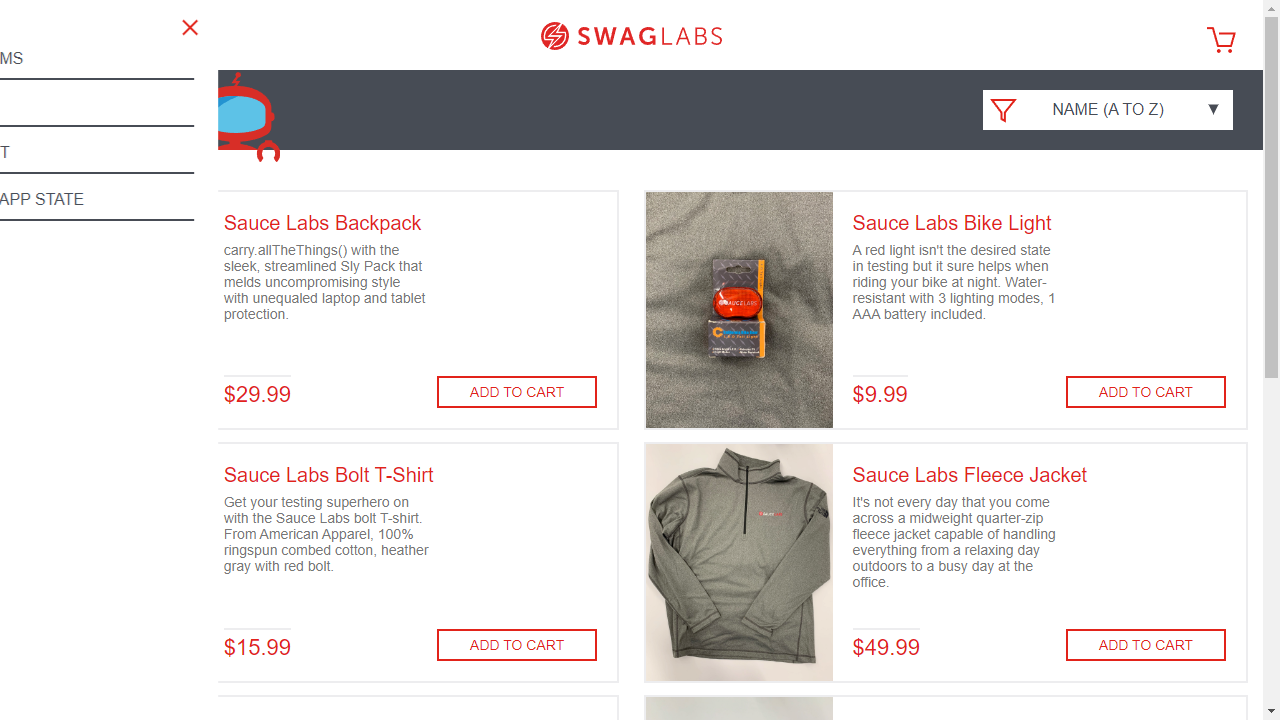 SWAGLABS
MS
T
APP STATE
NAME (A TO Z)
Sauce Labs Backpack
carry.allTheThings() with the
sleek, streamlined Sly Pack that
melds uncompromising style
with unequaled laptop and tablet
protection.
$29.99
ADD TO CART
Sauce Labs Bike Light
A red light isn't the desired state
in testing but it sure helps when
riding your bike at night. Water-
resistant with 3 lighting modes, 1
AAA battery included.
$9.99
ADD TO CART
Sauce Labs Bolt T-Shirt
Get your testing superhero on
with the Sauce Labs bolt T-shirt.
From American Apparel, 100%
ringspun combed cotton, heather
gray with red bolt.
$15.99
ADD TO CART
Sauce Labs Fleece Jacket
It's not every day that you come
across a midweight quarter-zip
fleece jacket capable of handling
everything from a relaxing day
outdoors to a busy day at the
office.
$49.99
ADD TO CART